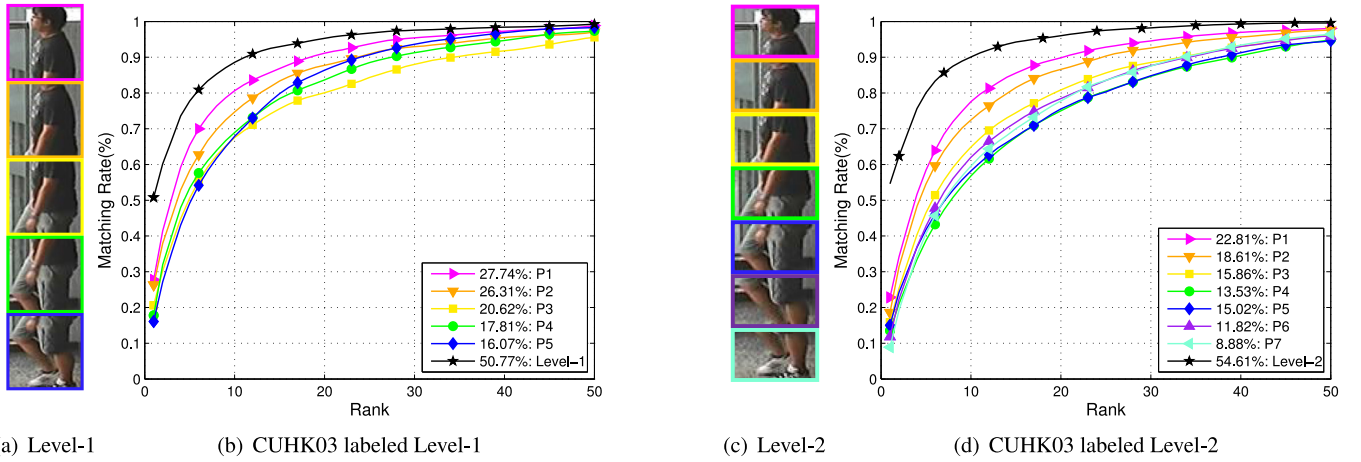 1
0.9
0.8
0.7
0.6
0.5
0.4
0.3
0.2
0.1
0
Matching Rate(%)
27.74%: P1
26.31%: P2
20.62%: P3
17.81%: P4
16.07%: P5
50.77%: Level−1
0 10 20 30 40 50
Rank
1
0.9
0.8
0.7
0.6
0.5
0.4
0.3
0.2
0.1
0
Matching Rate(%)
22.81%: P1
18.61%: P2
15.86%: P3
13.53%: P4
15.02%: P5
11.82%: P6
8.88%: P7
54.61%: Level−2
0 10 20 30 40 50
Rank
a) Level-1
(b) CUHK03 labeled Level-1
(c) Level-2
(d) CUHK03 labeled Level-2